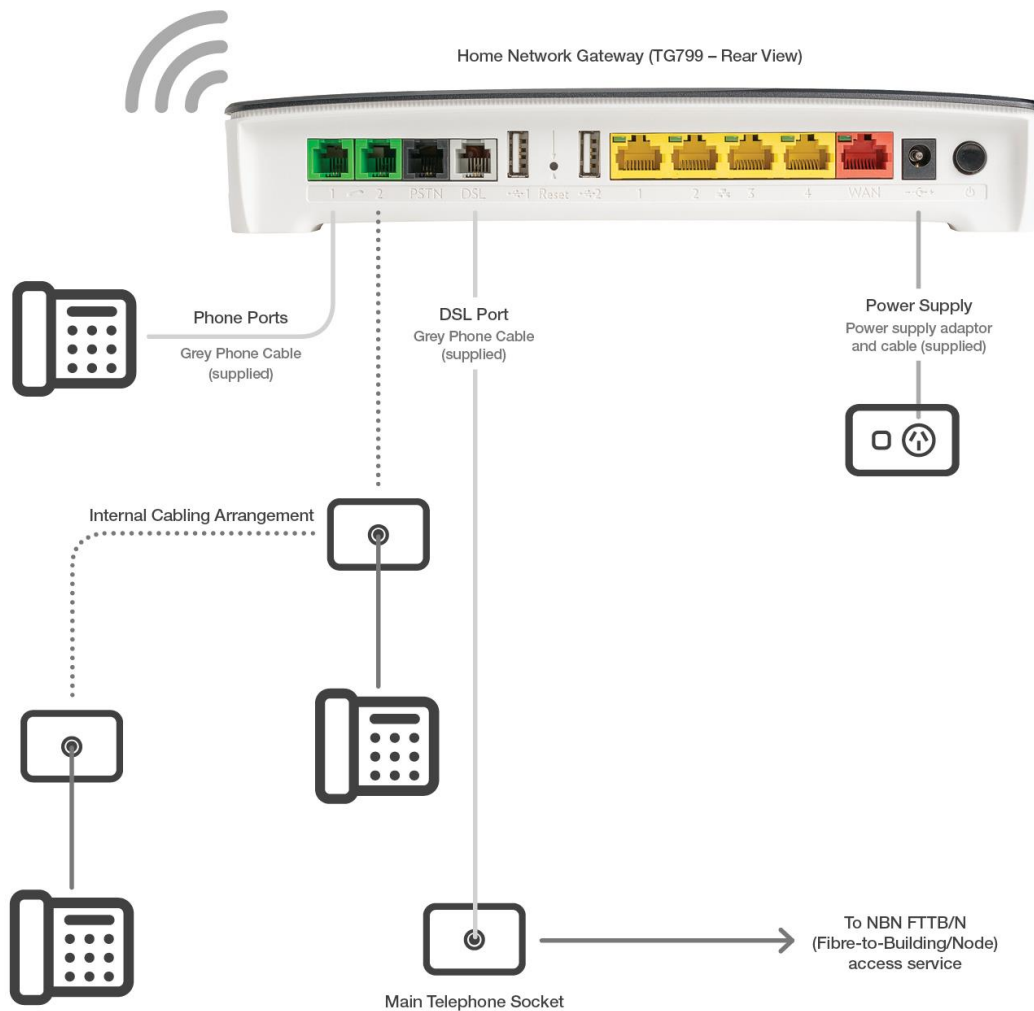 Home Network Gateway (TG799 – Rear View)
1 2 PSTN DSL 1 Reset 2 1 2 3 4 WAN
Phone Ports
Grey Phone Cable
(supplied)
DSL Port
Grey Phone Cable
(supplied)
Power Supply
Power supply adaptor
and cable (supplied)
Internal Cabling Arrangement
To NBN FTTB/N
(Fibre-to-Building/Node)
access service
Main Telephone Socket